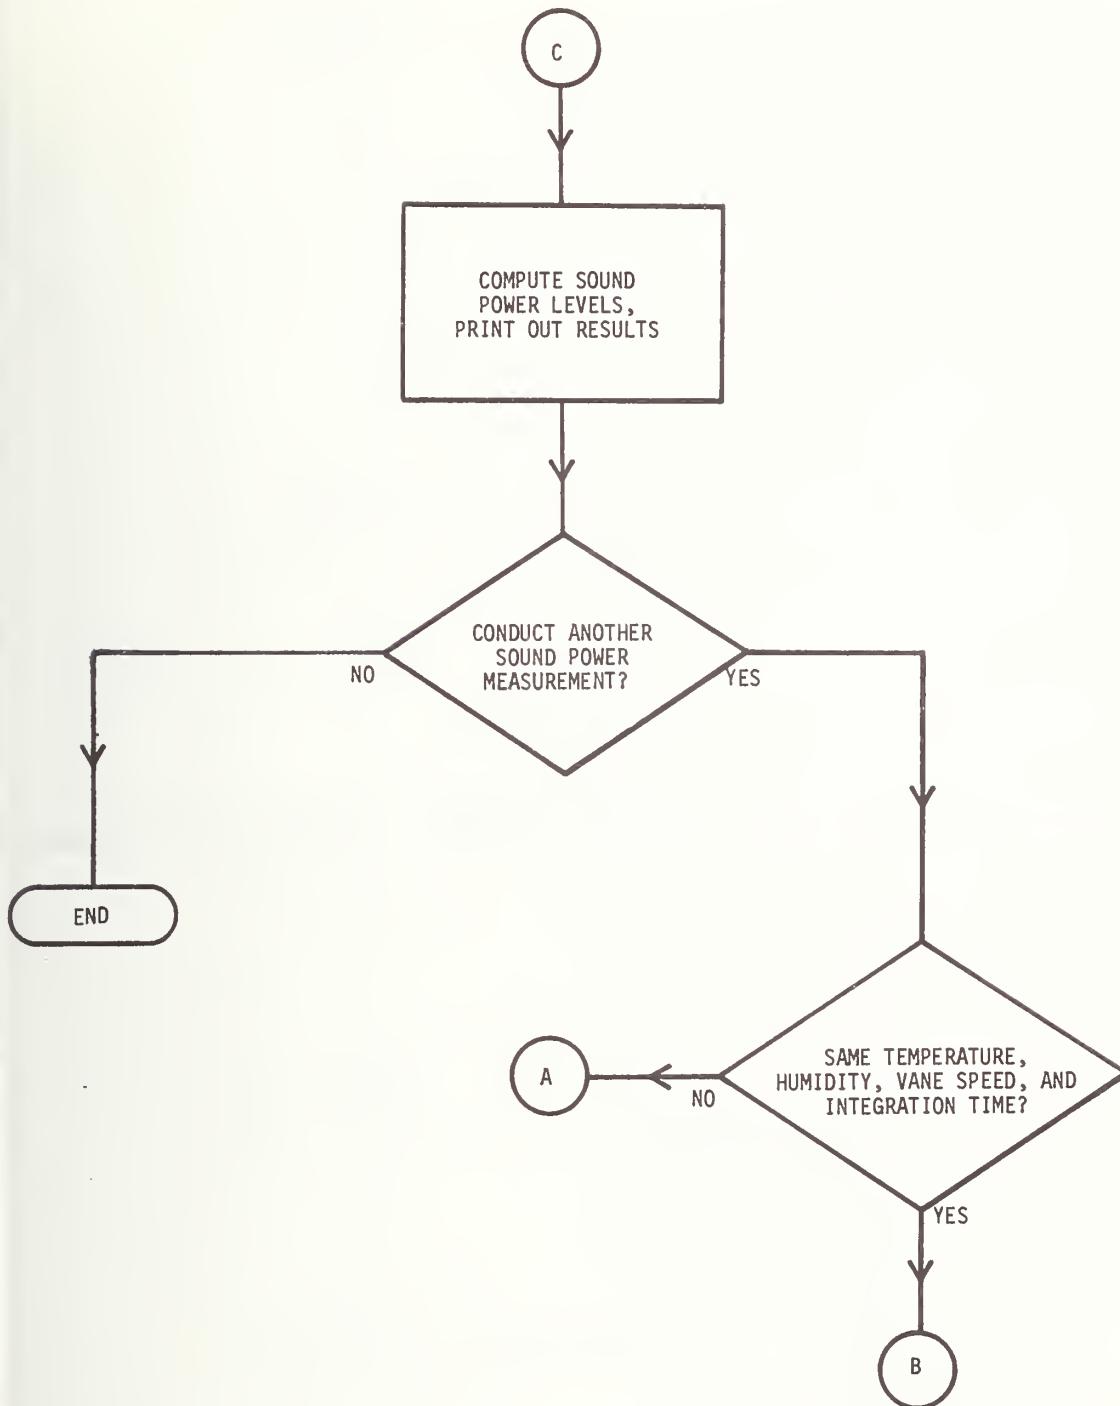 C
COMPUTE SOUND
POWER LEVELS,
PRINT OUT RESULTS
CONDUCT ANOTHER
SOUND POWER
MEASUREMENT?
NO
YES
END
SAME TEMPERATURE,
HUMIDITY, VANE SPEED, AND
INTEGRATION TIME?
A
NO
YES
B